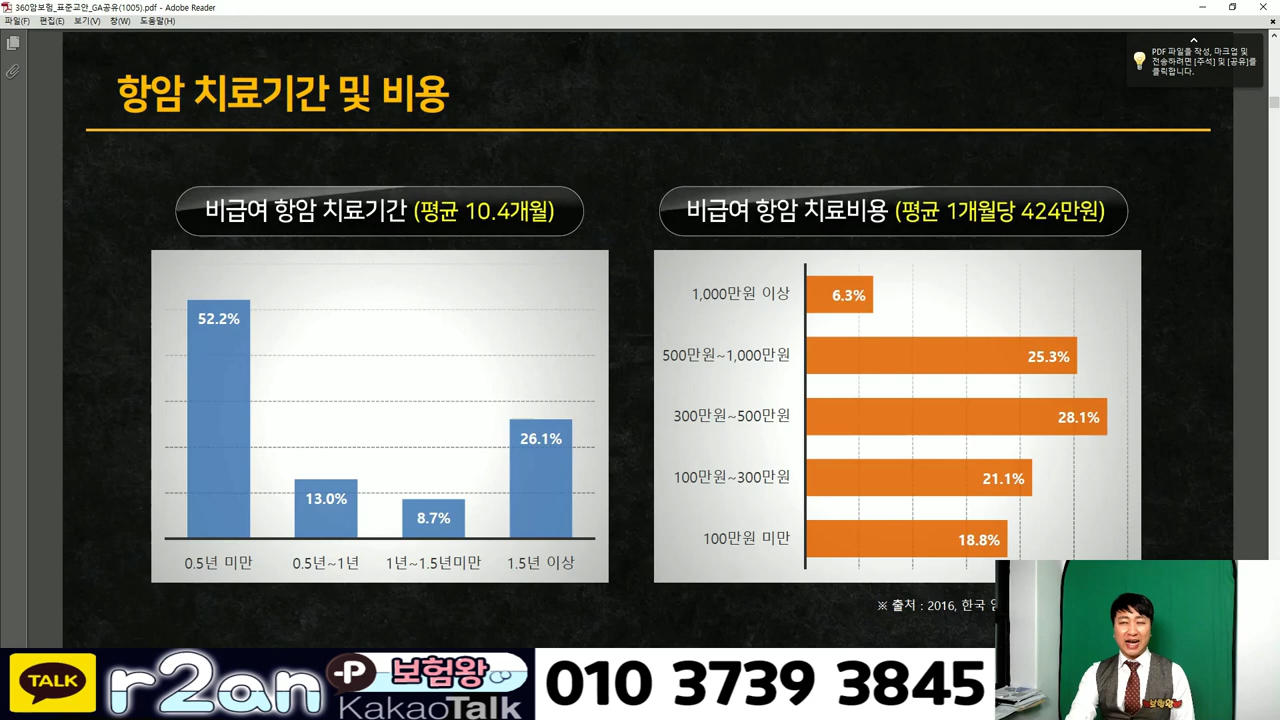 360암보험_표준교안_GA공유(1005).pdf - Adobe Reader
파일(F) 편집(E) 보기(V) 창(W) 도움말(H)
PDF 파일을 작성, 마크업 및
전송하려면 [주석] 및 [공유]를
클릭합니다.
항암 치료기간 및 비용
비급여 항암 치료기간 (평균 10.4개월)
52.2%
13.0%
8.7%
26.1%
0.5년 미만
0.5년~1년
1년~1.5년미만
1.5년 이상
비급여 항암 치료비용 (평균 1개월당 424만원)
1,000만원 이상 6.3%
500만원~1,000만원 25.3%
300만원~500만원 28.1%
100만원~300만원 21.1%
100만원 미만 18.8%
※ 출처 : 2016, 한국
TALK r2an P 보험왕 010 3739 3845
KakaoTalk